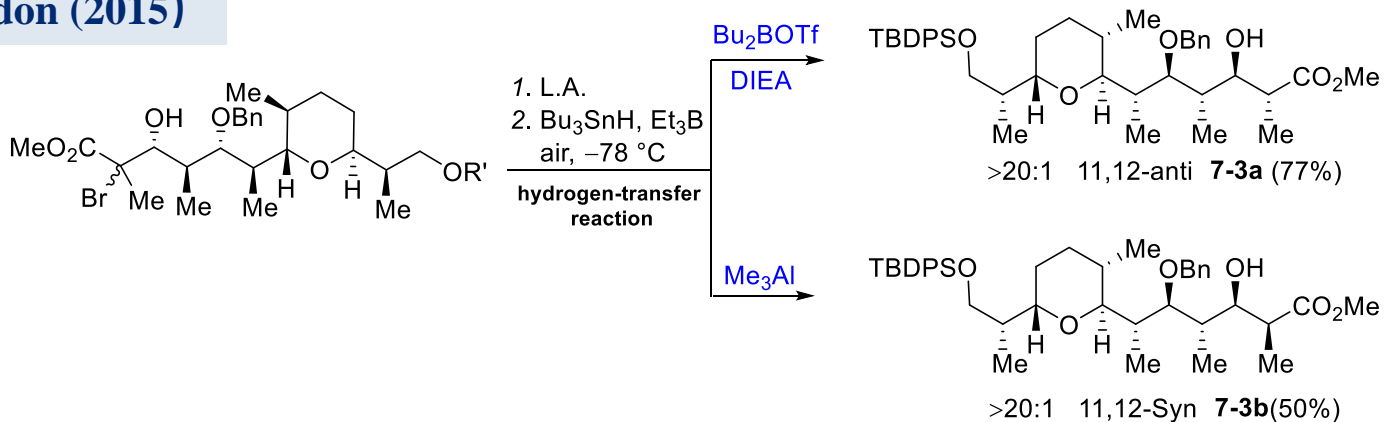 don (2015)
MeO₂C
OH
OBn
Me
Br
Me
Me
Me
H
O
H
Me
OR'
1. L.A.
2. Bu₃SnH, Et₃B
air, −78 °C
hydrogen-transfer
reaction
Bu₂BOTf
DIEA
Me₃Al
TBDPSO
Me
H
O
H
Me
OBn
OH
CO₂Me
Me
Me
Me
>20:1 11,12-anti 7-3a (77%)
TBDPSO
Me
H
O
H
Me
OBn
OH
CO₂Me
Me
Me
Me
>20:1 11,12-Syn 7-3b(50%)